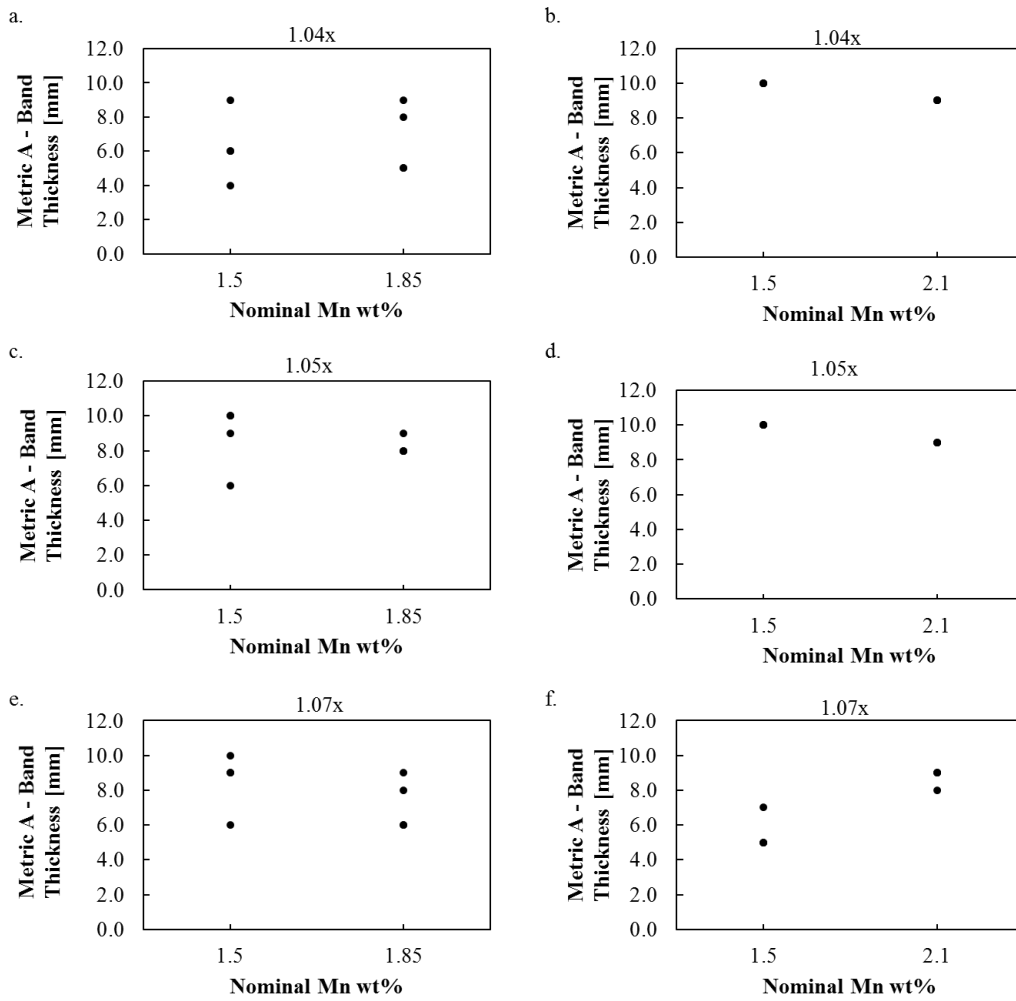 a.
1.04x
Metric A - Band
Thickness [mm]
12.0
10.0
8.0
6.0
4.0
2.0
0.0
1.5 1.85
Nominal Mn wt%
b.
1.04x
Metric A - Band
Thickness [mm]
12.0
10.0
8.0
6.0
4.0
2.0
0.0
1.5 2.1
Nominal Mn wt%
c.
1.05x
Metric A - Band
Thickness [mm]
12.0
10.0
8.0
6.0
4.0
2.0
0.0
1.5 1.85
Nominal Mn wt%
d.
1.05x
Metric A - Band
Thickness [mm]
12.0
10.0
8.0
6.0
4.0
2.0
0.0
1.5 2.1
Nominal Mn wt%
e.
1.07x
Metric A - Band
Thickness [mm]
12.0
10.0
8.0
6.0
4.0
2.0
0.0
1.5 1.85
Nominal Mn wt%
f.
1.07x
Metric A - Band
Thickness [mm]
12.0
10.0
8.0
6.0
4.0
2.0
0.0
1.5 2.1
Nominal Mn wt%